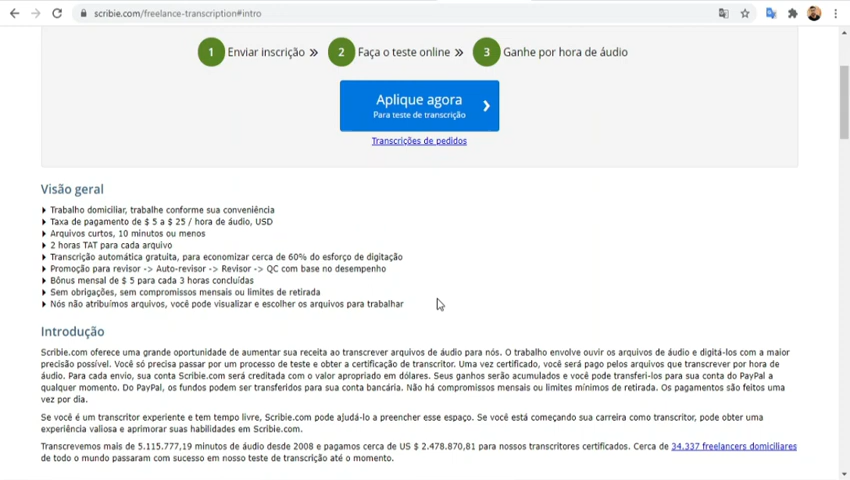 scribie.com/freelance-transcription#intro
1 Enviar inscrição » 2 Faça o teste online » 3 Ganhe por hora de áudio
Aplique agora
Para teste de transcrição
Transcrições de pedidos
Visão geral
Trabalho domiciliar, trabalhe conforme sua conveniência
Taxa de pagamento de $ 5 a $ 25 / hora de áudio, USD
Arquivos curtos, 10 minutos ou menos
2 horas TAT para cada arquivo
Transcrição automática gratuita, para economizar cerca de 60% do esforço de digitação
Promoção para revisor -> Auto-revisor -> Revisor -> QC com base no desempenho
Bônus mensal de $ 5 para cada 3 horas concluídas
Sem obrigações, sem compromissos mensais ou limites de retirada
Nós não atribuímos arquivos, você pode visualizar e escolher os arquivos para trabalhar
Introdução
Scribie.com oferece uma grande oportunidade de aumentar sua receita ao transcrever arquivos de áudio para nós. O trabalho envolve ouvir os arquivos de áudio e digitá-los com a maior
precisão possível. Você só precisa passar por um processo de teste e obter a certificação de transcritor. Uma vez certificado, você será pago pelos arquivos que transcrever por hora de
áudio. Para cada envio, sua conta Scribie.com será creditada com o valor apropriado em dólares. Seus ganhos serão acumulados e você pode transferi-los para sua conta do PayPal a
qualquer momento. Do PayPal, os fundos podem ser transferidos para sua conta bancária. Não há compromissos mensais ou limites mínimos de retirada. Os pagamentos são feitos uma
vez por dia.
Se você é um transcritor experiente e tem tempo livre, Scribie.com pode ajudá-lo a preencher esse espaço. Se você está começando sua carreira como transcritor, pode obter uma
experiência valiosa e aprimorar suas habilidades em Scribie.com.
Transcrevemos mais de 5.115.777,19 minutos de áudio desde 2008 e pagamos cerca de US $ 2.478.870,81 para nossos transcritores certificados. Cerca de 34.337 freelancers domiciliares
de todo o mundo passaram com sucesso em nosso teste de transcrição até o momento.